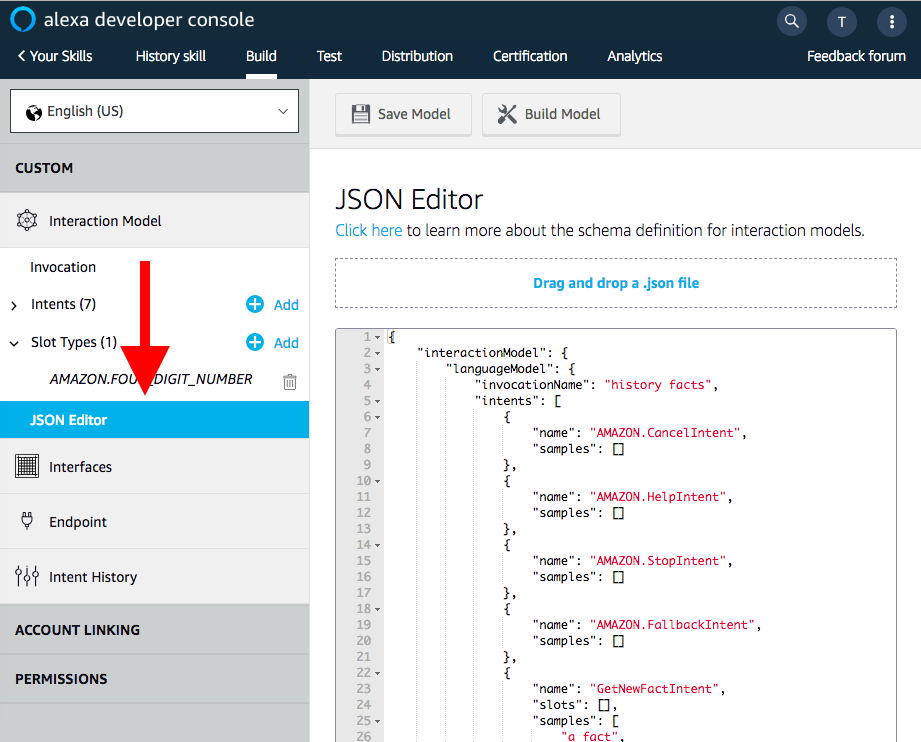 alexa developer console
T
Your Skills
History skill
Build
Test
Distribution
Certification
Analytics
Feedback forum
English (US)
CUSTOM
Interaction Model
Invocation
Intents (7)
Add
Slot Types (1)
Add
AMAZON.FOU DIGIT_NUMBER
JSON Editor
Interfaces
Endpoint
Intent History
ACCOUNT LINKING
PERMISSIONS
Save Model
Build Model
JSON Editor
Click here to learn more about the schema definition for interaction models.
Drag and drop a .json file
1 {
2 "interactionModel": {
3 "languageModel": {
4 "invocationName": "history facts",
5 "intents": [
6 {
7 "name": "AMAZON.CancelIntent",
8 "samples": []
9 },
10 {
11 "name": "AMAZON.HelpIntent",
12 "samples": []
13 },
14 {
15 "name": "AMAZON.StopIntent",
16 "samples": []
17 },
18 {
19 "name": "AMAZON.FallbackIntent",
20 "samples": []
21 },
22 {
23 "name": "GetNewFactIntent",
24 "slots": [],
25 "samples": [
26 "a fact",